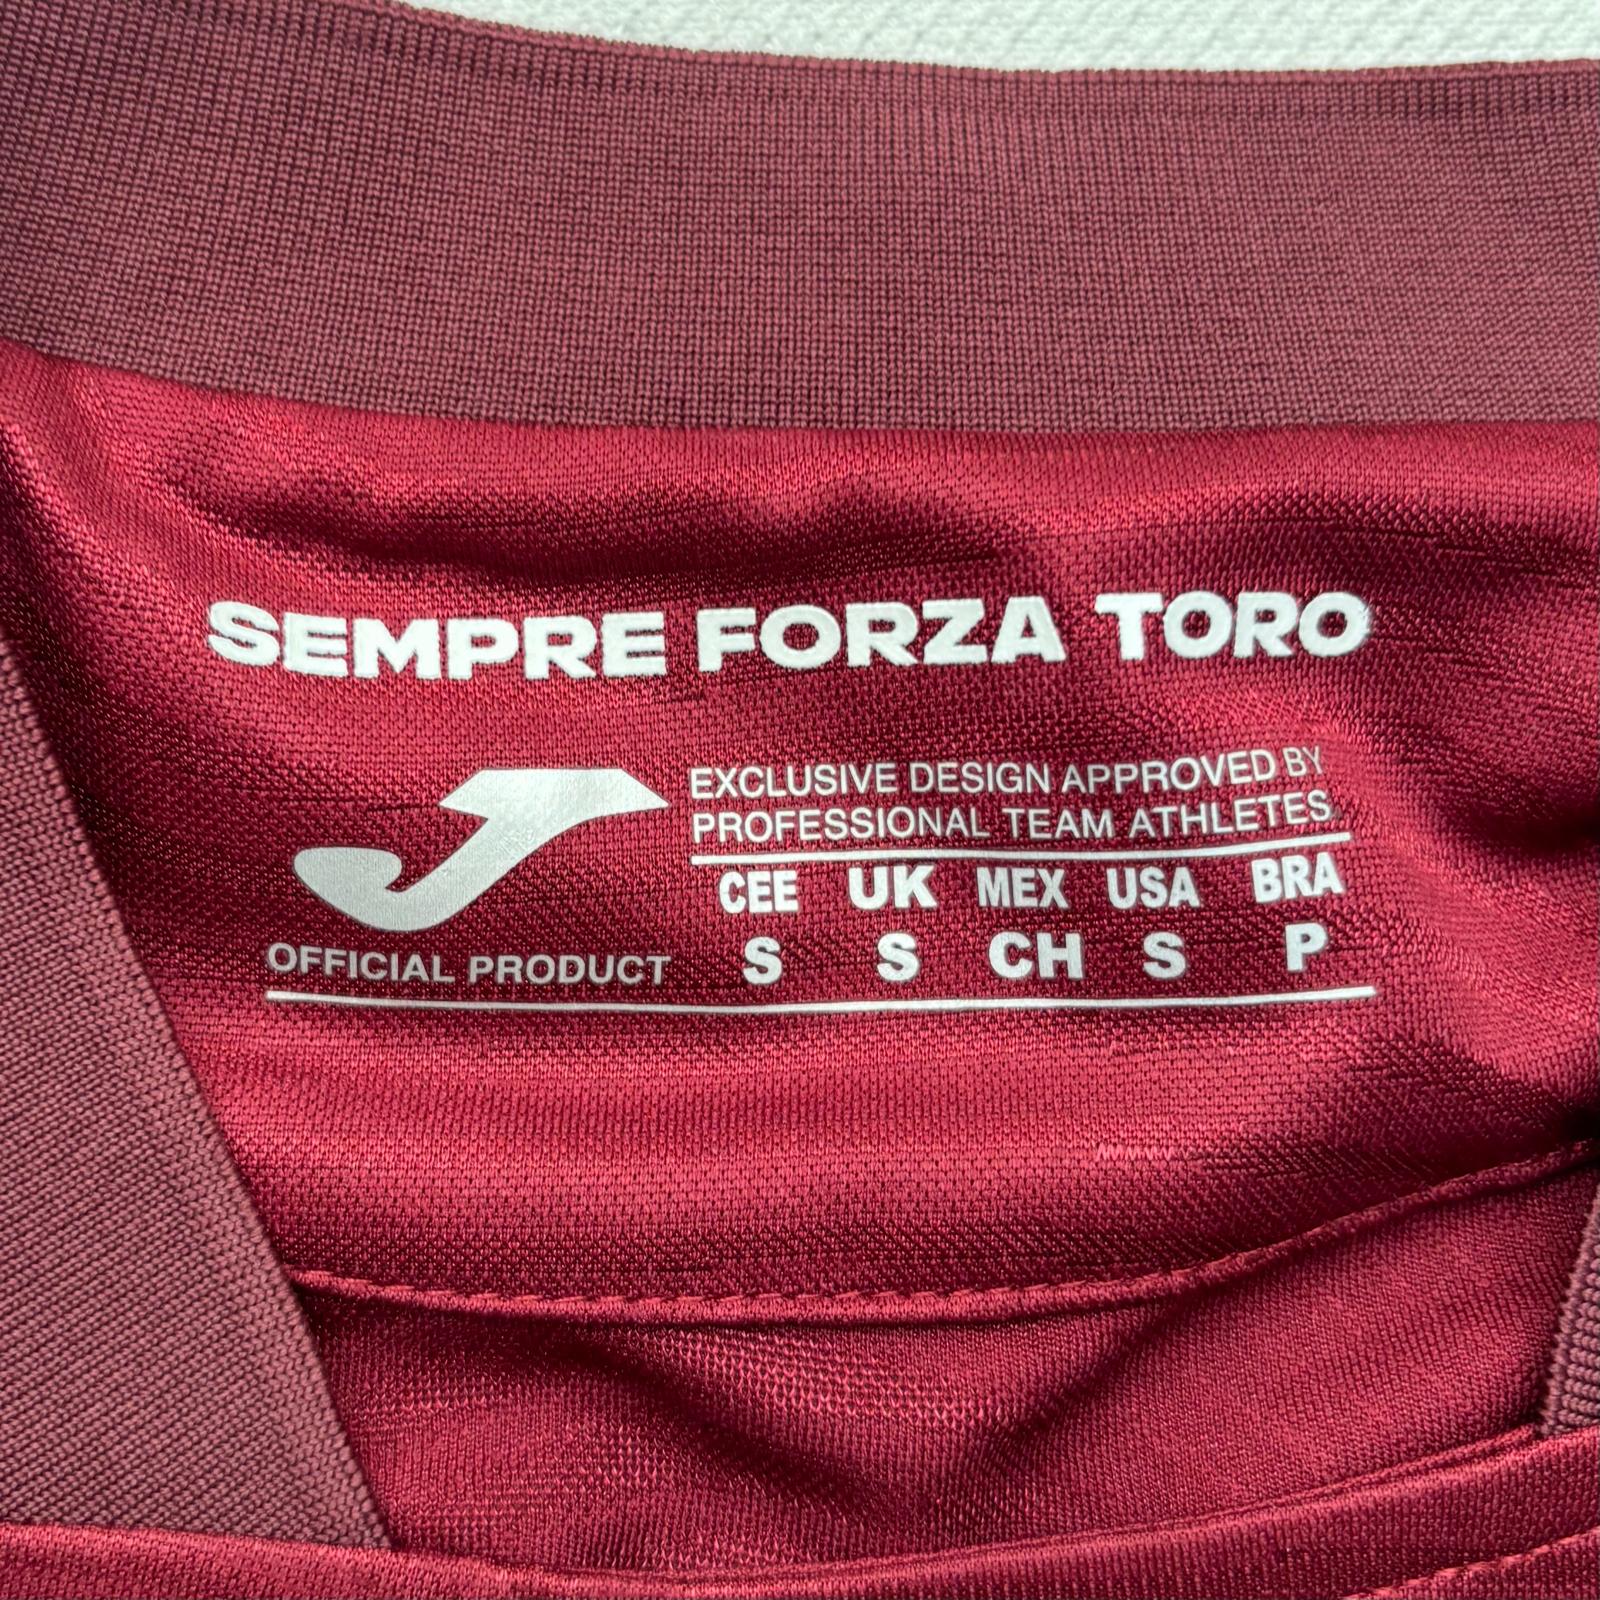 SEMPRE FORZA TORO
EXCLUSIVE DESIGN APPROVED BY
PROFESSIONAL TEAM ATHLETES
CEE UK MEX USA BRA
S S CH S P
OFFICIAL PRODUCT